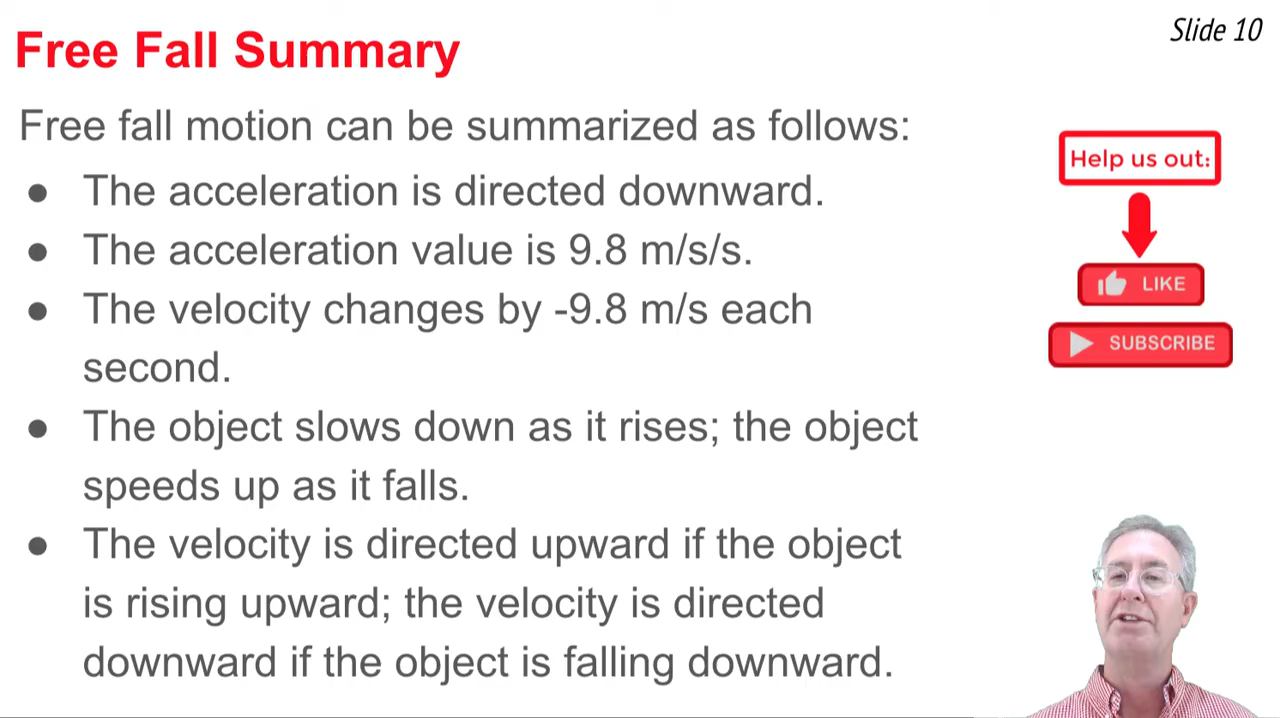 Slide 10
Free Fall Summary
Free fall motion can be summarized as follows:
● The acceleration is directed downward.
● The acceleration value is 9.8 m/s/s.
● The velocity changes by -9.8 m/s each
second.
● The object slows down as it rises; the object
speeds up as it falls.
● The velocity is directed upward if the object
is rising upward; the velocity is directed
downward if the object is falling downward.
Help us out:
LIKE
SUBSCRIBE